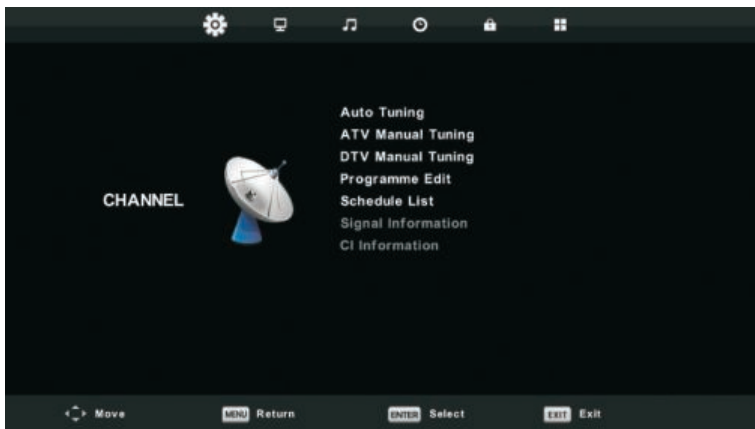 CHANNEL
Auto Tuning
ATV Manual Tuning
DTV Manual Tuning
Programme Edit
Schedule List
Signal Information
CI Information
Move MENU Return ENTER Select EXIT Exit